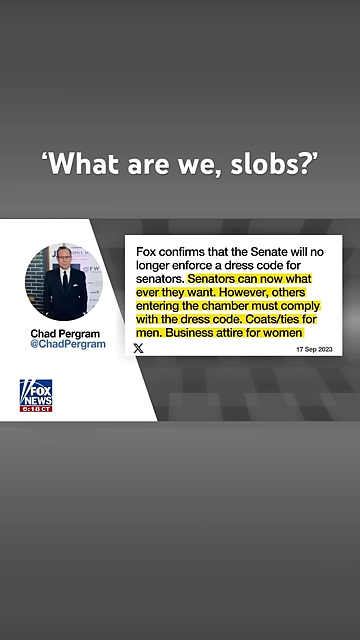 ‘What are we, slobs?’
Fox confirms that the Senate will no
longer enforce a dress code for
senators. Senators can now what
ever they want. However, others
entering the chamber must comply
with the dress code. Coats/ties for
men. Business attire for women
17 Sep 2023
Chad Pergram
@ChadPergram
FOX
NEWS
6:18 CT